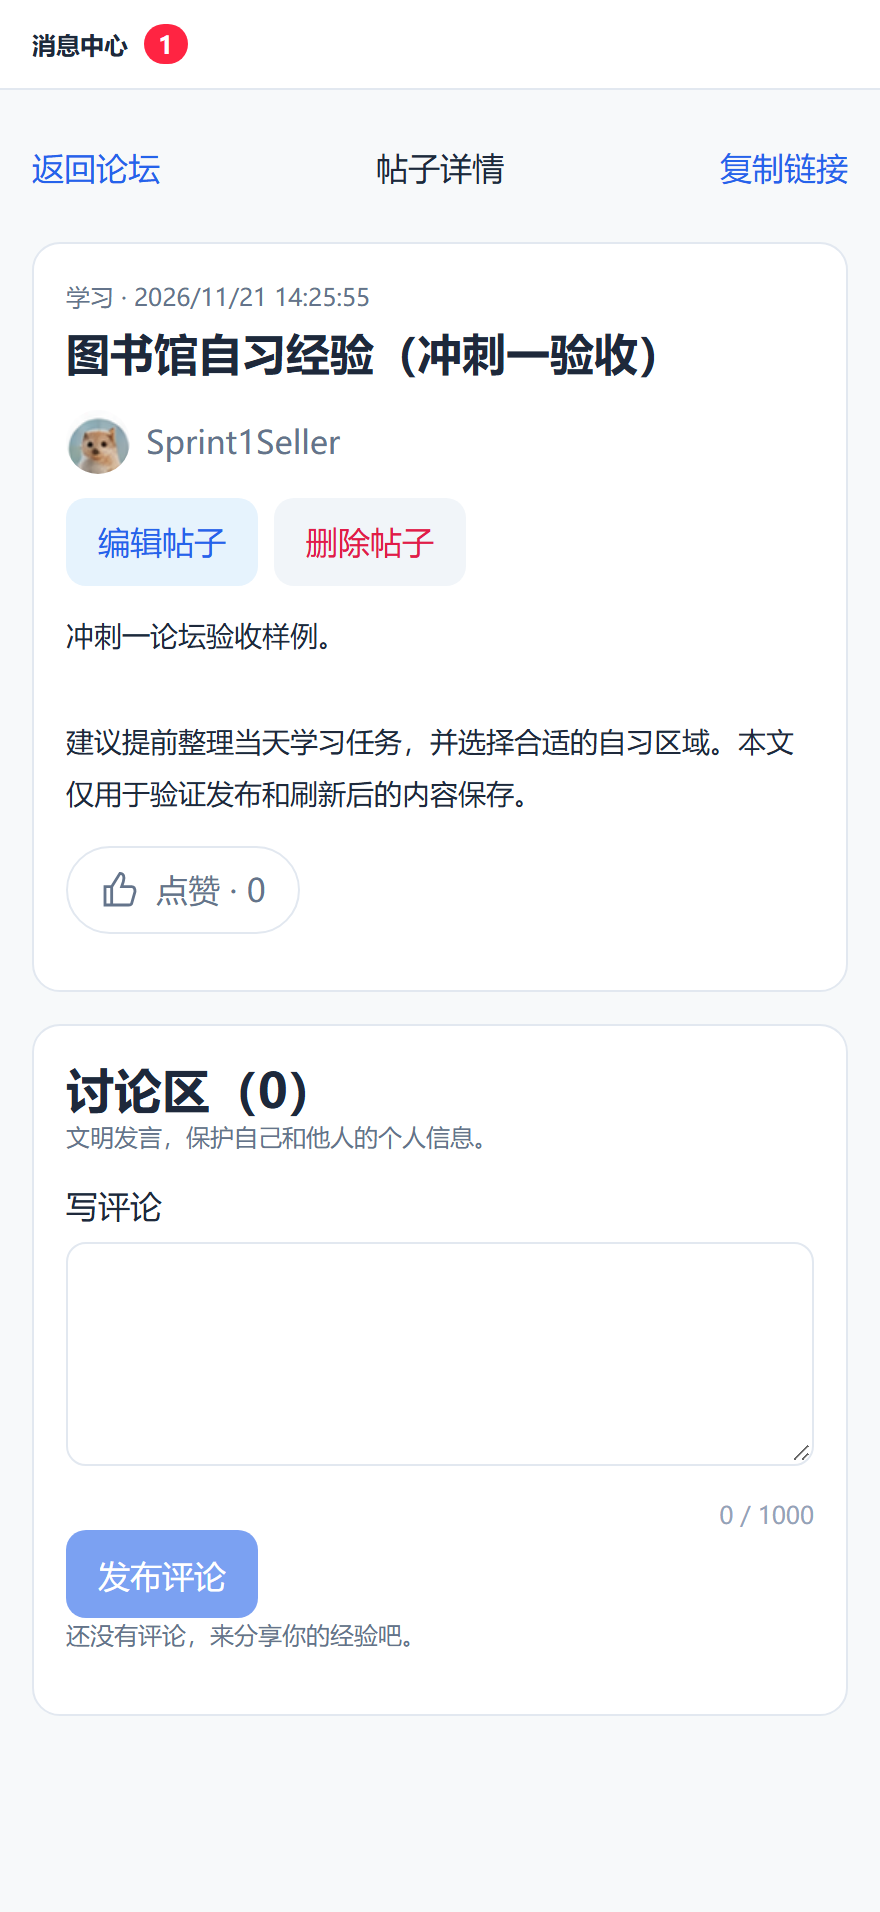 消息中心 1
返回论坛 帖子详情 复制链接
学习 · 2026/11/21 14:25:55
图书馆自习经验（冲刺一验收）
Sprint1Seller
编辑帖子 删除帖子
冲刺一论坛验收样例。
建议提前整理当天学习任务，并选择合适的自习区域。本文
仅用于验证发布和刷新后的内容保存。
点赞 · 0
讨论区（0）
文明发言，保护自己和他人的个人信息。
写评论
0 / 1000
发布评论
还没有评论，来分享你的经验吧。